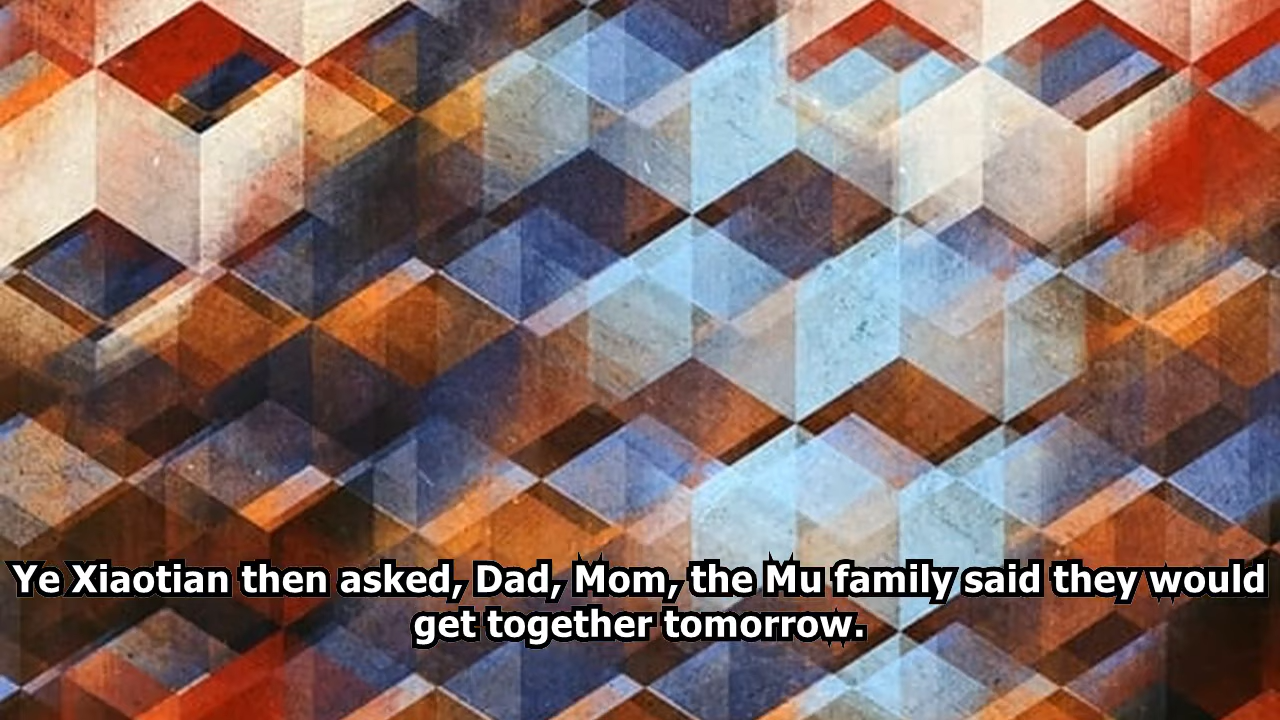 Ye Xiaotian then asked, Dad, Mom, the Mu family said they would
get together tomorrow.